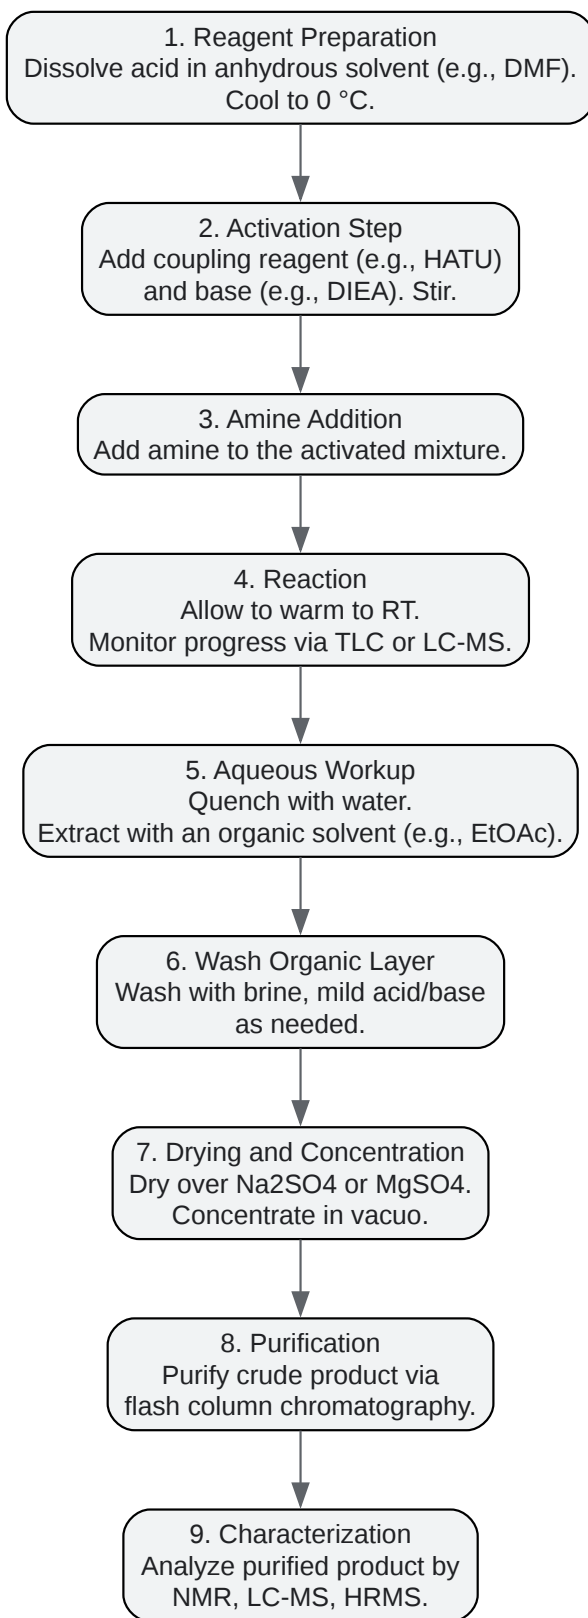 1. Reagent Preparation
Dissolve acid in anhydrous solvent (e.g., DMF).
Cool to 0 °C.
2. Activation Step
Add coupling reagent (e.g., HATU)
and base (e.g., DIEA). Stir.
3. Amine Addition
Add amine to the activated mixture.
4. Reaction
Allow to warm to RT.
Monitor progress via TLC or LC-MS.
5. Aqueous Workup
Quench with water.
Extract with an organic solvent (e.g., EtOAc).
6. Wash Organic Layer
Wash with brine, mild acid/base
as needed.
7. Drying and Concentration
Dry over Na2SO4 or MgSO4.
Concentrate in vacuo.
8. Purification
Purify crude product via
flash column chromatography.
9. Characterization
Analyze purified product by
NMR, LC-MS, HRMS.